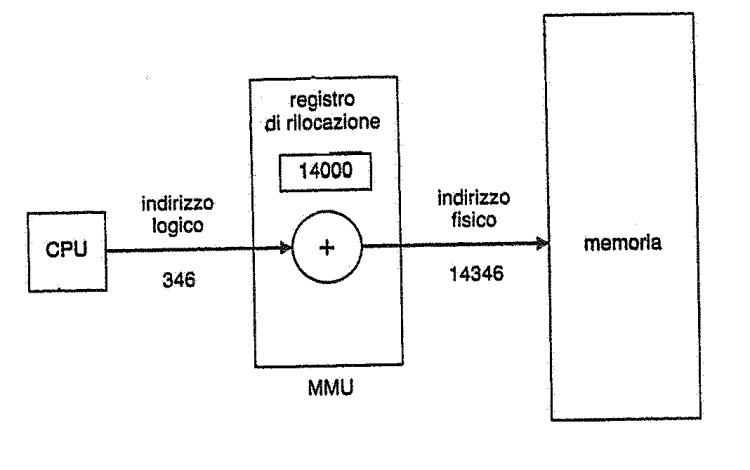 registro
di rilocazione
14000
indirizzo
logico
indirizzo
fisico
CPU
+
memoria
346
14346
MMU